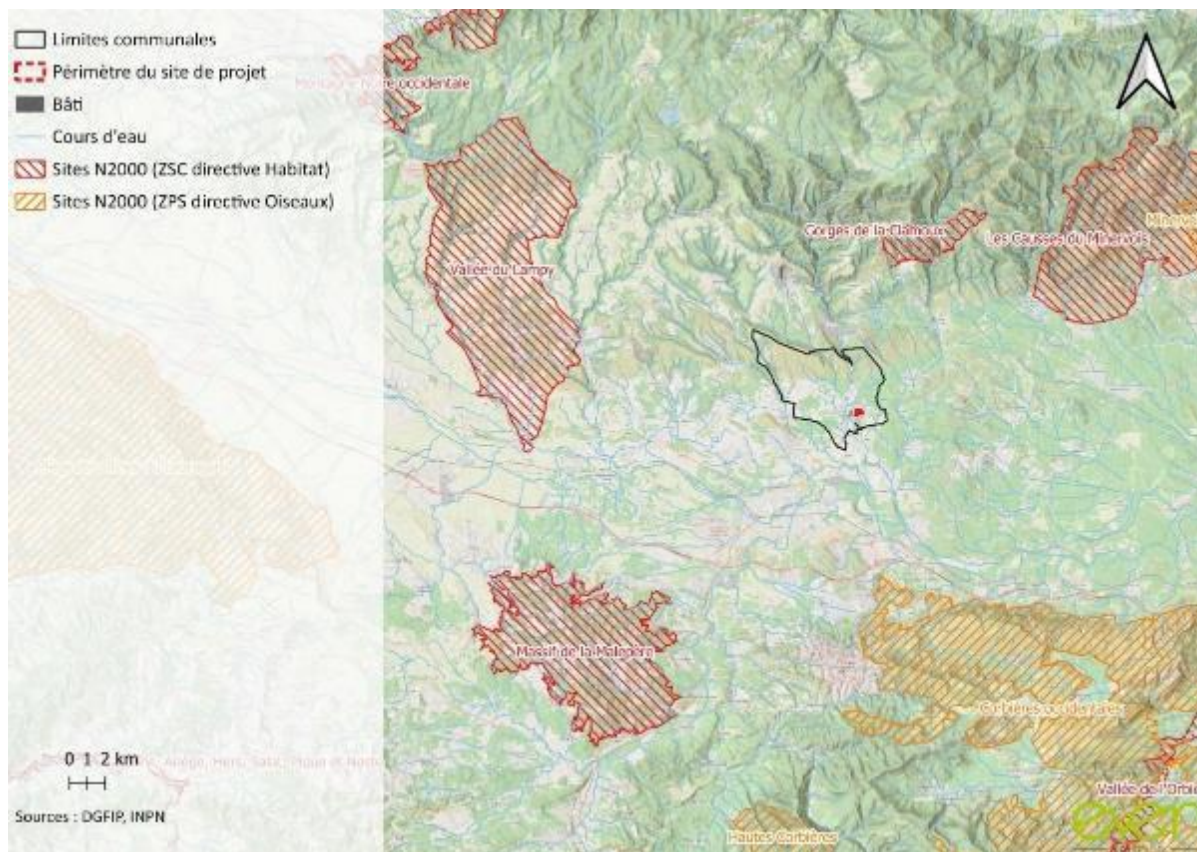 Limites communales
Périmètre du site de projet
Bâti
Cours d'eau
Sites N2000 (ZSC directive Habitat)
Sites N2000 (ZPS directive Oiseaux)
occidentale
Vallée du Lampy
Gorges de la Clamoux
Les Causses du Minervois
Massif de la Malepère
Corbières occidentales
Hautes Corbières
Vallée de l'Orbie
0 1 2 km
Sources : DGFIP, INPN